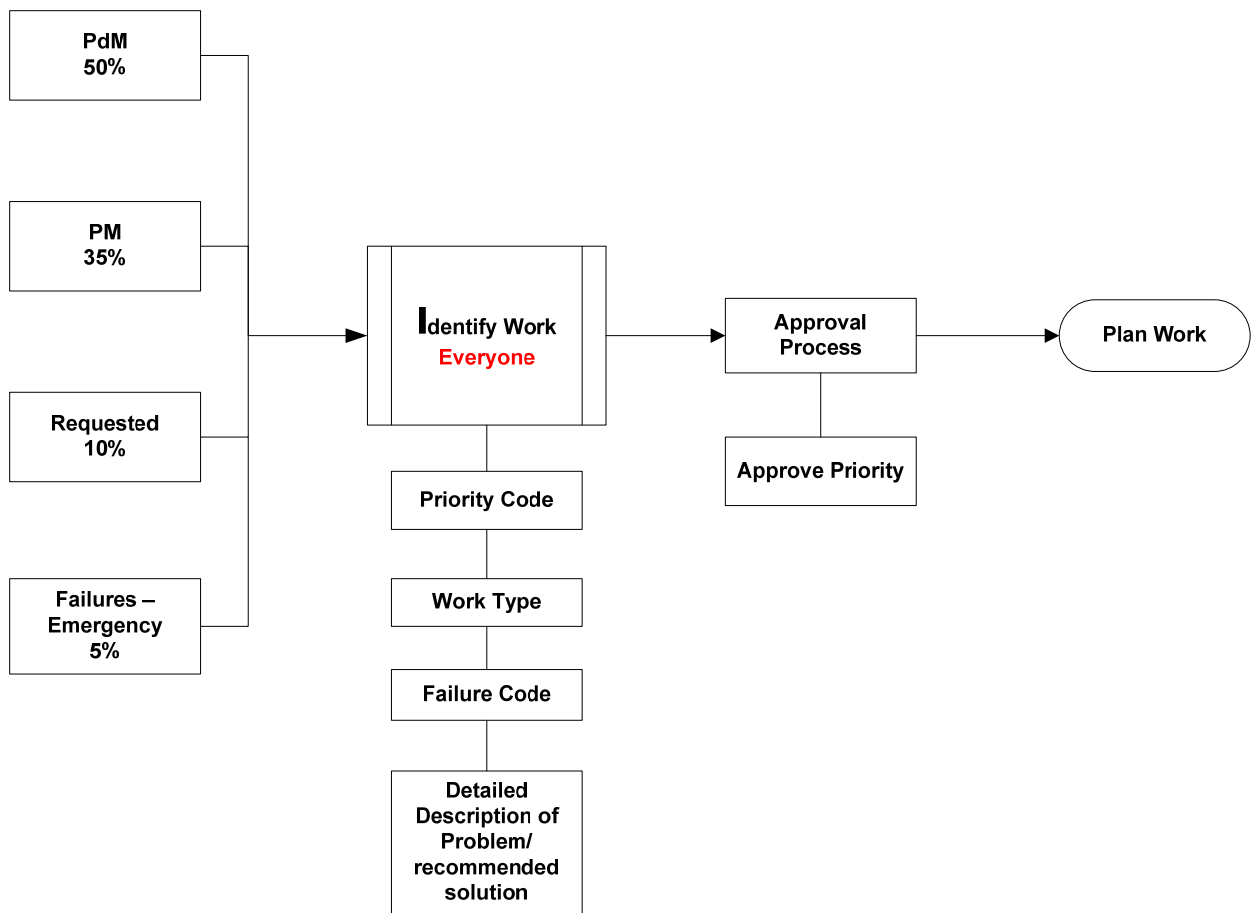 PdM
50%
PM
35%
Requested
10%
Failures –
Emergency
5%
Identify Work
Everyone
Priority Code
Work Type
Failure Code
Detailed
Description of
Problem/
recommended
solution
Approval
Process
Approve Priority
Plan Work